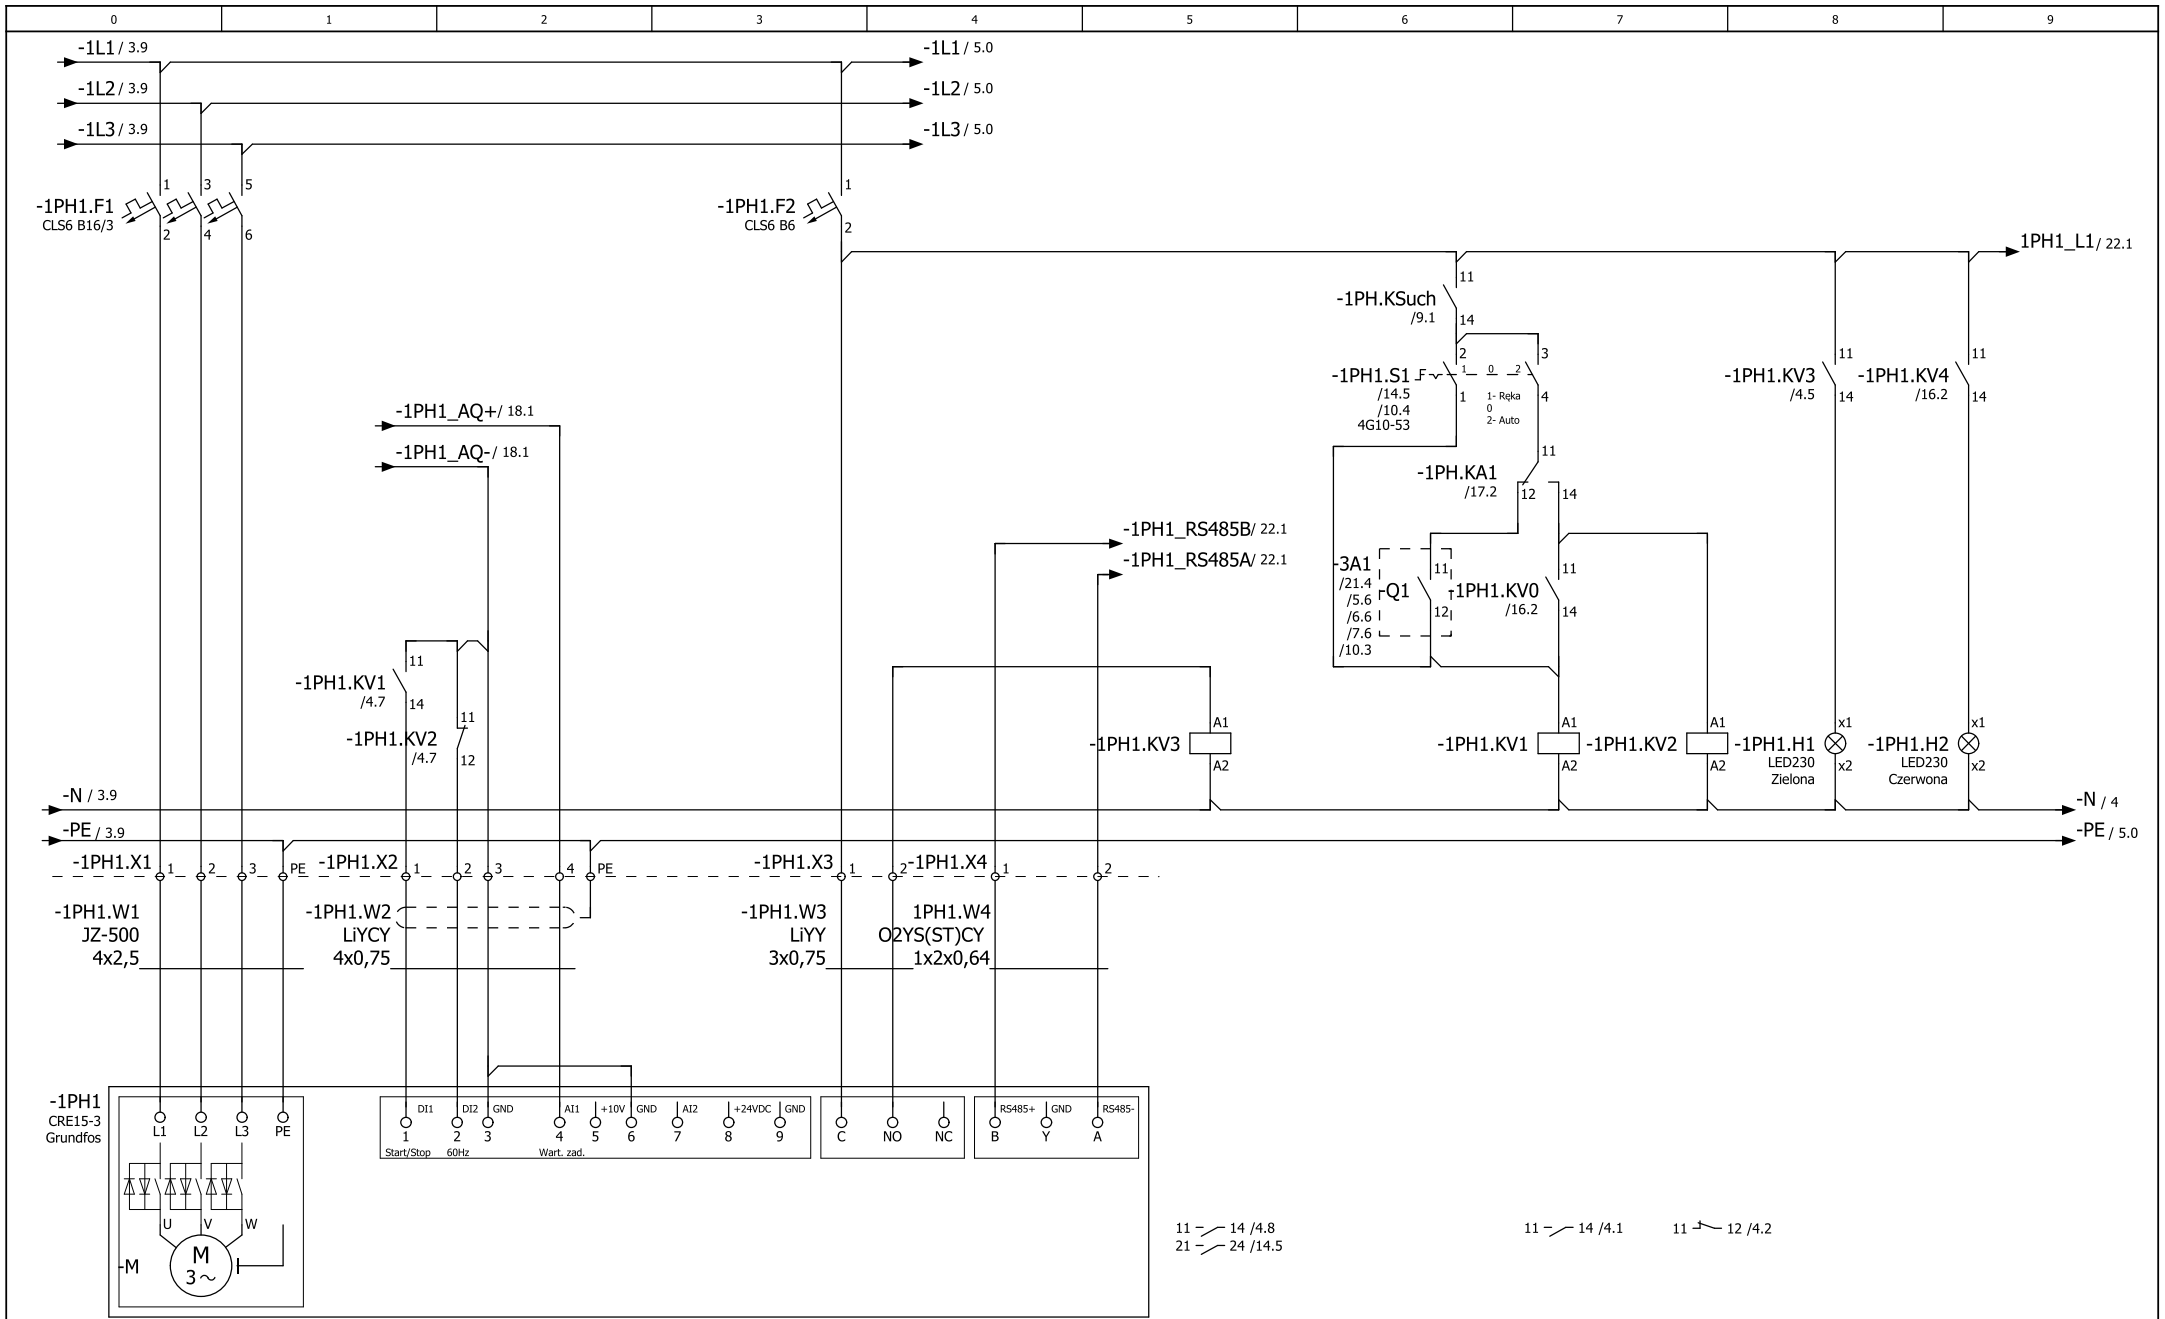 0 1 2 3 4 5 6 7 8 9
-1L1 / 3.9
-1L1 / 5.0
-1L2 / 3.9
-1L2 / 5.0
-1L3 / 3.9
-1L3 / 5.0
1 3 5
-1PH1.F1
CLS6 B16/3
2 4 6
1
-1PH1.F2
CLS6 B6
2
1PH1_L1 / 22.1
11
-1PH.KSuch
/9.1
14
2 3
-1PH1.S1
1 0 2
/14.5
/10.4
4G10-53
1 4
1- Ręka
0
2- Auto
11
-1PH1.KV3
/4.5
14
11
-1PH1.KV4
/16.2
14
-1PH1_AQ+ / 18.1
-1PH1_AQ- / 18.1
11
-1PH.KA1
/17.2
12 14
-1PH1_RS485B / 22.1
-1PH1_RS485A / 22.1
-3A1
/21.4
/5.6
/6.6
/7.6
/10.3
11
-Q1
12
11
-1PH1.KV0
/16.2
14
11
-1PH1.KV1
/4.7
14
11
-1PH1.KV2
/4.7
12
A1
-1PH1.KV3
A2
A1
-1PH1.KV1
A2
A1
-1PH1.KV2
A2
x1
-1PH1.H1
LED230
Zielona
x2
x1
-1PH1.H2
LED230
Czerwona
x2
-N / 3.9
-N / 4
-PE / 3.9
-PE / 5.0
-1PH1.X1 1 2 3 PE
-1PH1.X2 1 2 3 4 PE
-1PH1.X3 1 2
-1PH1.X4 1 2
-1PH1.W1
JZ-500
4x2,5
-1PH1.W2
LiYCY
4x0,75
-1PH1.W3
LiYY
3x0,75
1PH1.W4
O2YS(ST)CY
1x2x0,64
-1PH1
CRE15-3
Grundfos
L1 L2 L3 PE
DI1 DI2 GND AI1 +10V GND AI2 +24VDC GND
1 2 3 4 5 6 7 8 9
Start/Stop 60Hz Wart. zad.
C NO NC
RS485+ GND RS485-
B Y A
U V W
-M
M
3~
11 14 /4.8
21 24 /14.5
11 14 /4.1
11 12 /4.2